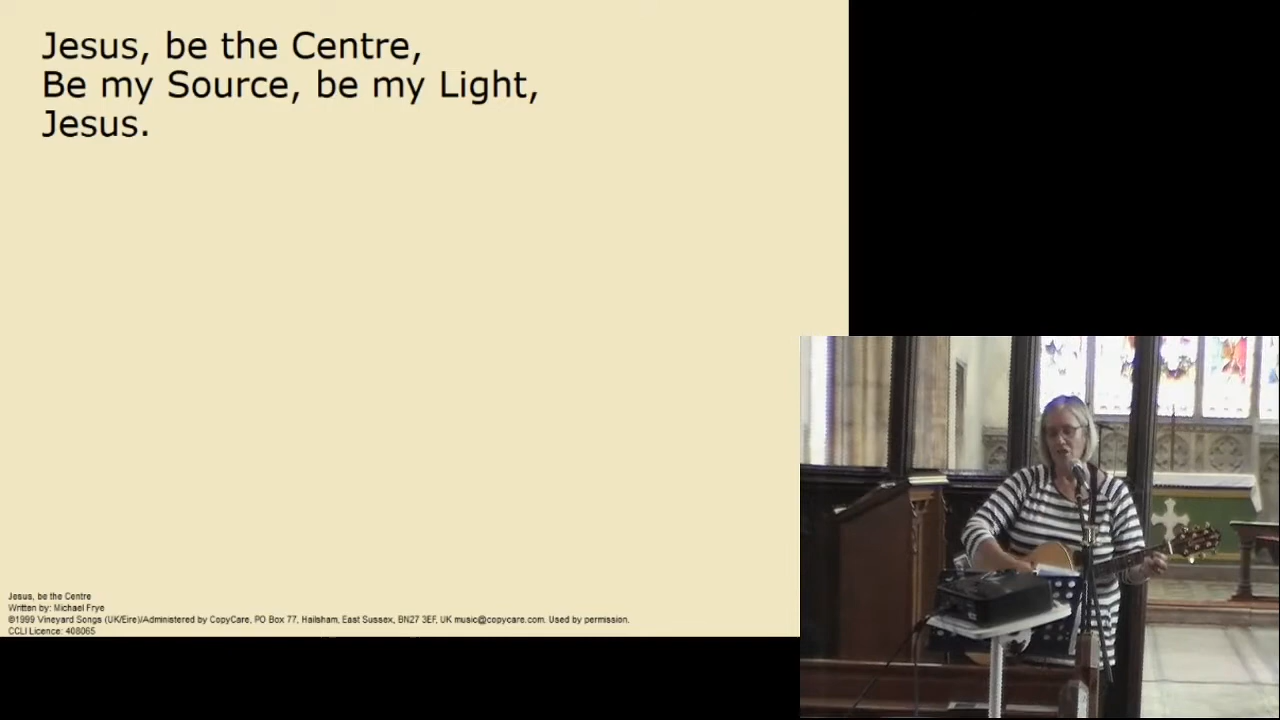 Jesus, be the Centre,
Be my Source, be my Light,
Jesus.
Jesus, be the Centre
Written by: Michael Frye
©1999 Vineyard Songs (UK/Eire)/Administered by CopyCare, PO Box 77, Hailsham, East Sussex, BN27 3EF, UK music@copycare.com. Used by permission.
CCLI Licence: 408065